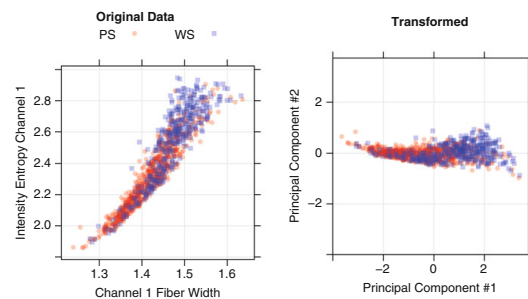 Original Data
PS WS
Intensity Entropy Channel 1
2.8
2.6
2.4
2.2
2.0
1.3 1.4 1.5 1.6
Channel 1 Fiber Width
Transformed
Principal Component #2
2
0
−2
−2 0 2
Principal Component #1